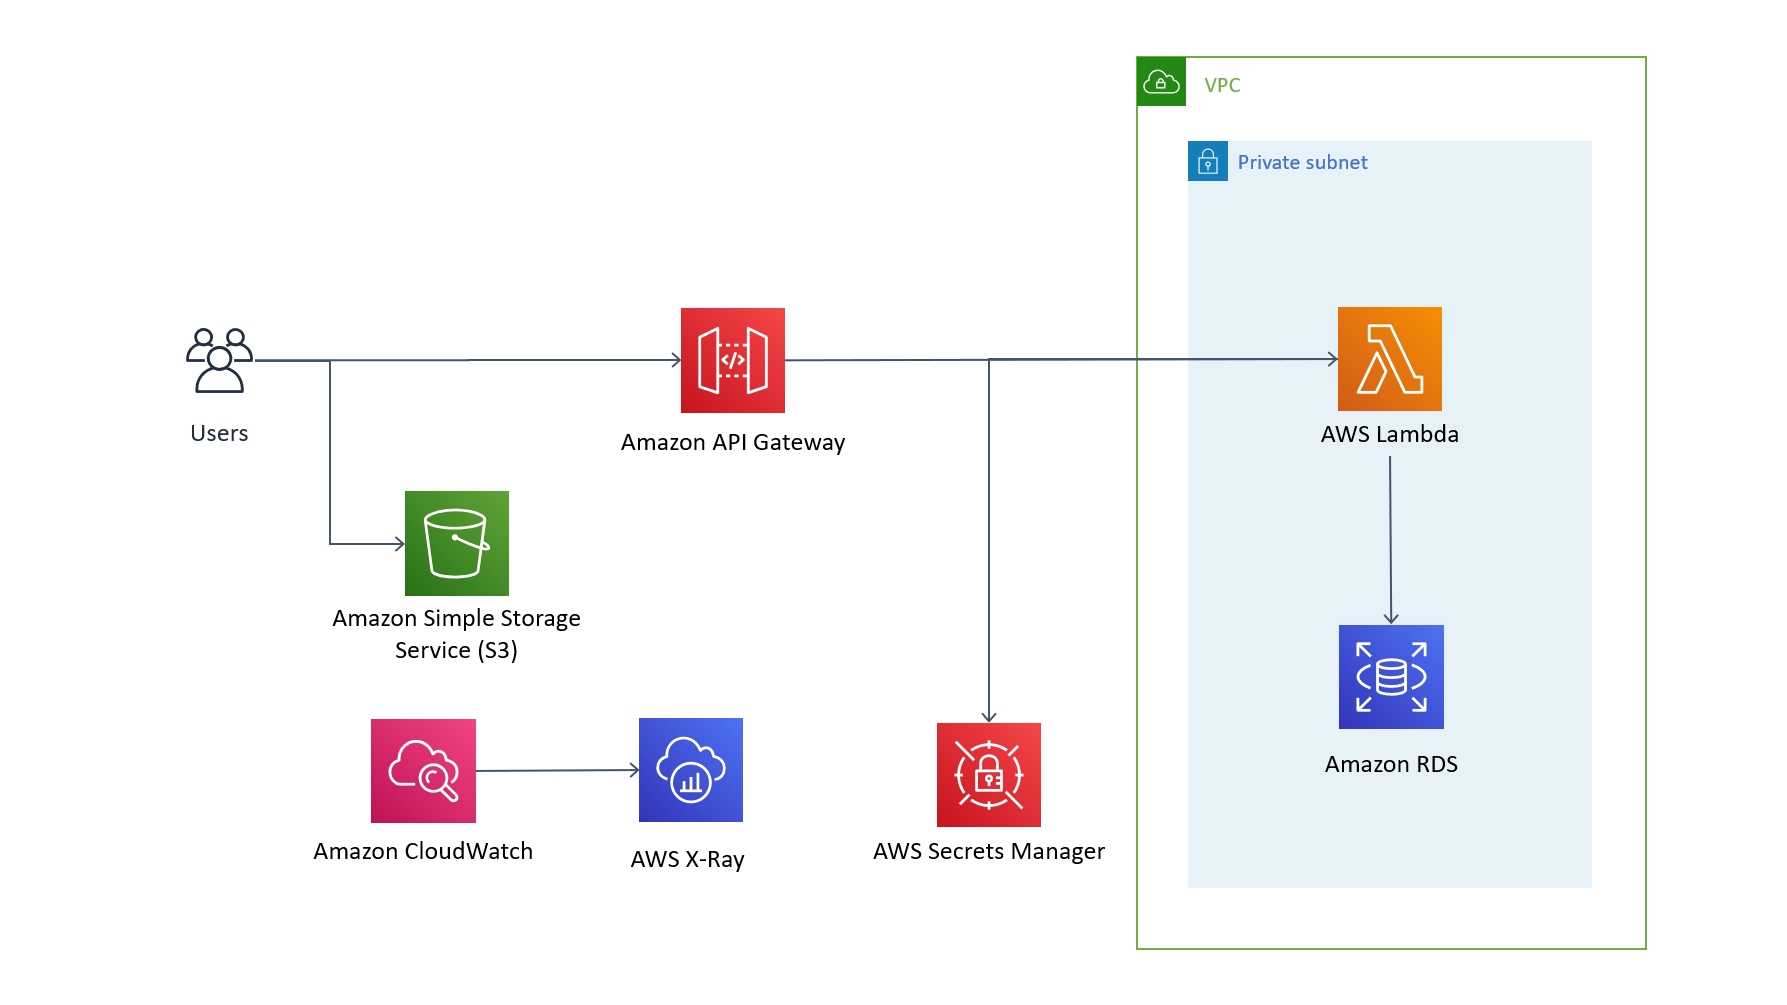 VPC
Private subnet
Users
Amazon API Gateway
AWS Lambda
Amazon Simple Storage
Service (S3)
Amazon RDS
Amazon CloudWatch
AWS X-Ray
AWS Secrets Manager